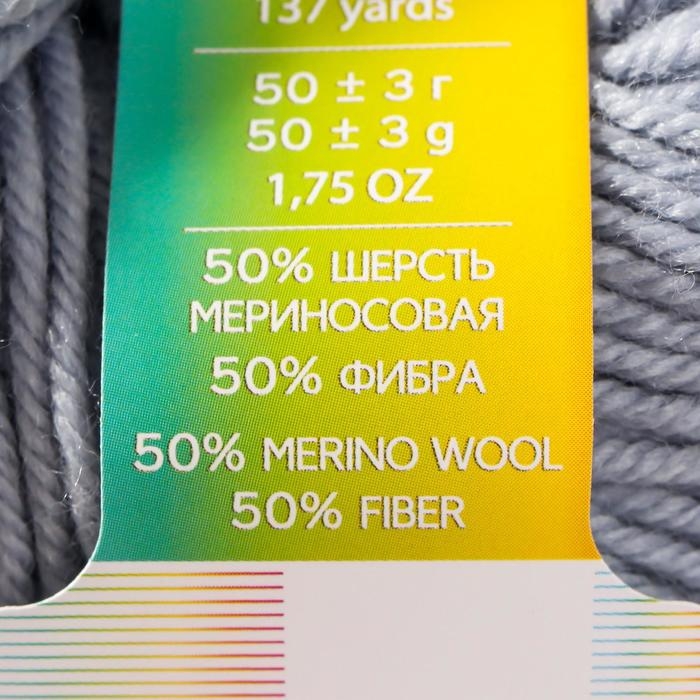 137 yards
50 ± 3 г
50 ± 3 g
1,75 OZ
50% ШЕРСТЬ
МЕРИНОСОВАЯ
50% ФИБРА
50% MERINO WOOL
50% FIBER